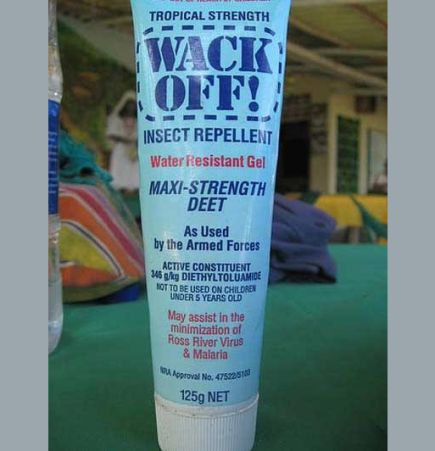 TROPICAL STRENGTH
WACK
OFF!
INSECT REPELLENT
Water Resistant Gel
MAXI-STRENGTH
DEET
As Used
by the Armed Forces
ACTIVE CONSTITUENT
346 g/kg DIETHYLTOLUAMIDE
NOT TO BE USED ON CHILDREN
UNDER 5 YEARS OLD
May assist in the
minimization of
Ross River Virus
& Malaria
NRA Approval No. 47522/5103
125g NET